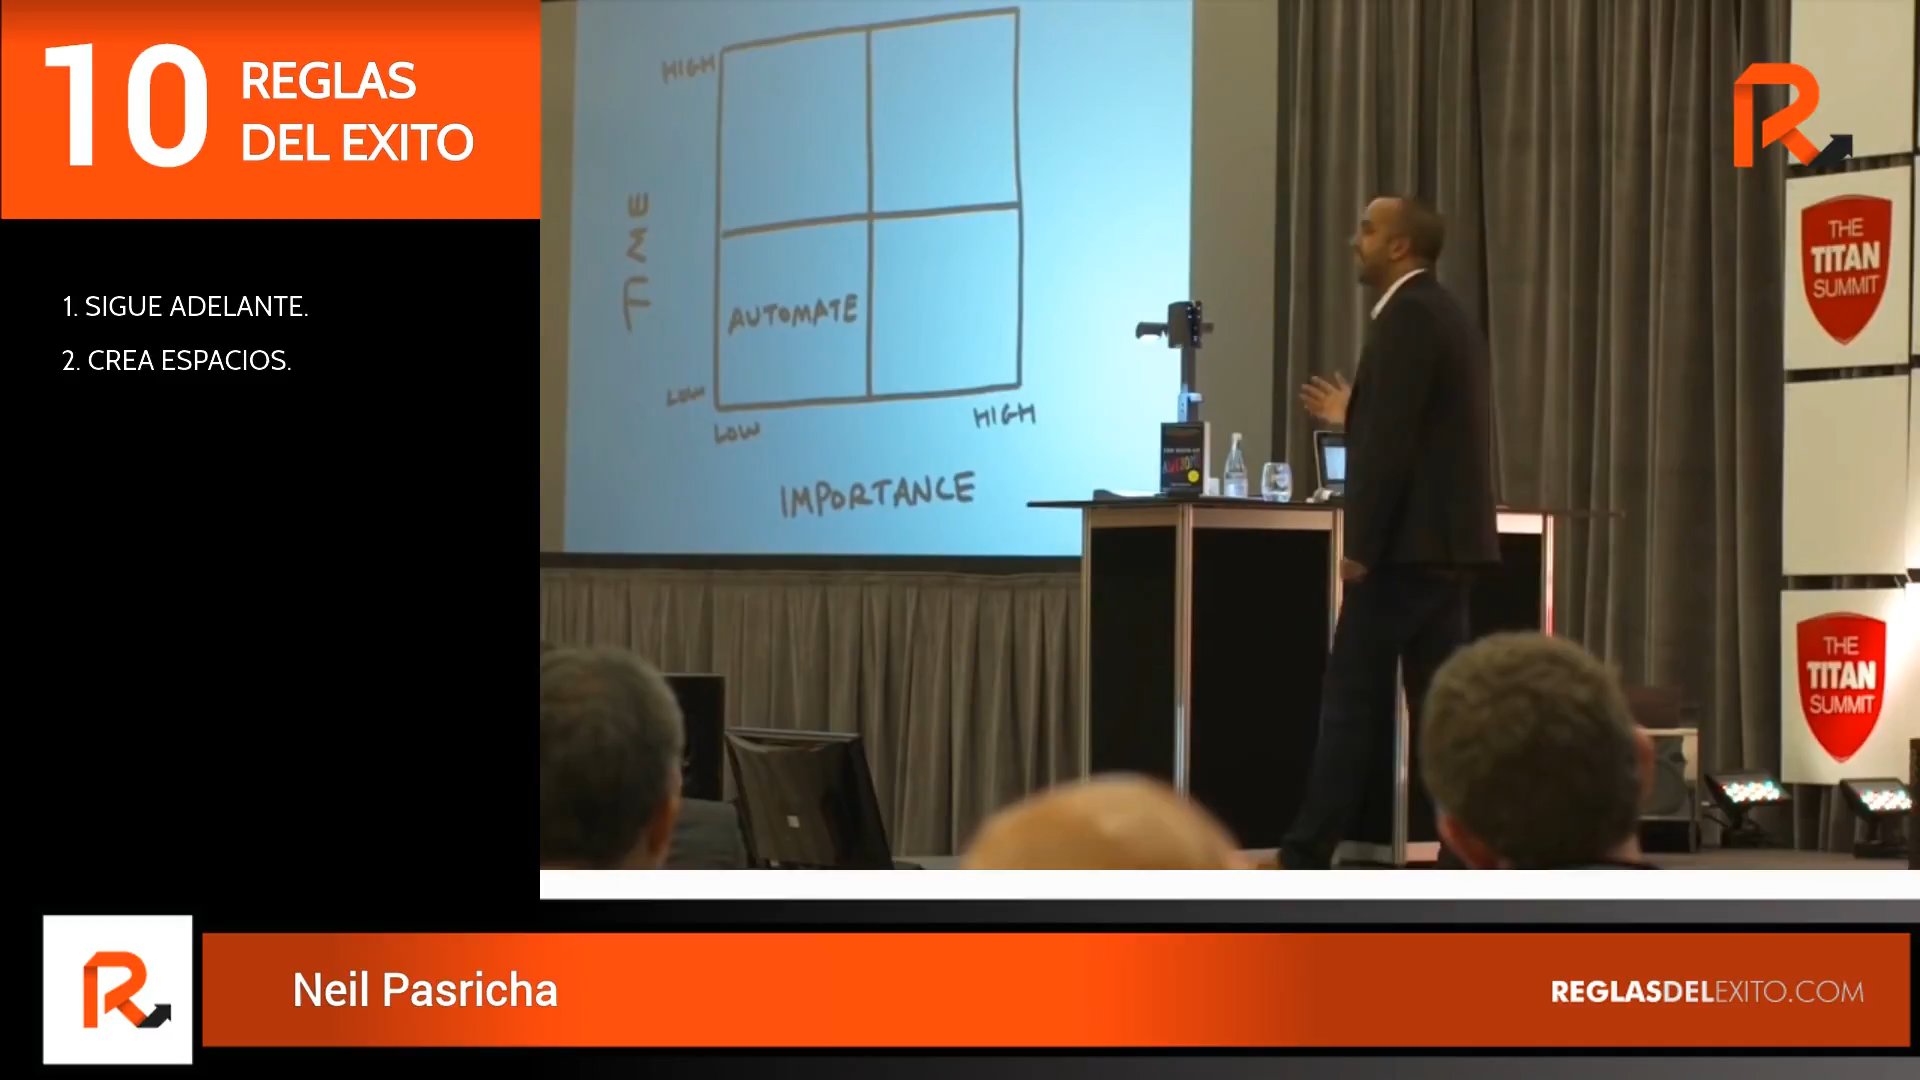 10
REGLAS
DEL EXITO
1. SIGUE ADELANTE.
2. CREA ESPACIOS.
HIGH
TIME
AUTOMATE
LOW
LOW
HIGH
IMPORTANCE
THE
TITAN
SUMMIT
THE
TITAN
SUMMIT
Neil Pasricha
REGLASDELEXITO.COM